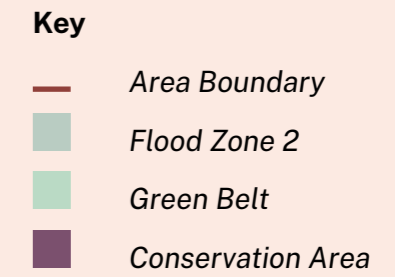 Key
Area Boundary
Flood Zone 2
Green Belt
Conservation Area